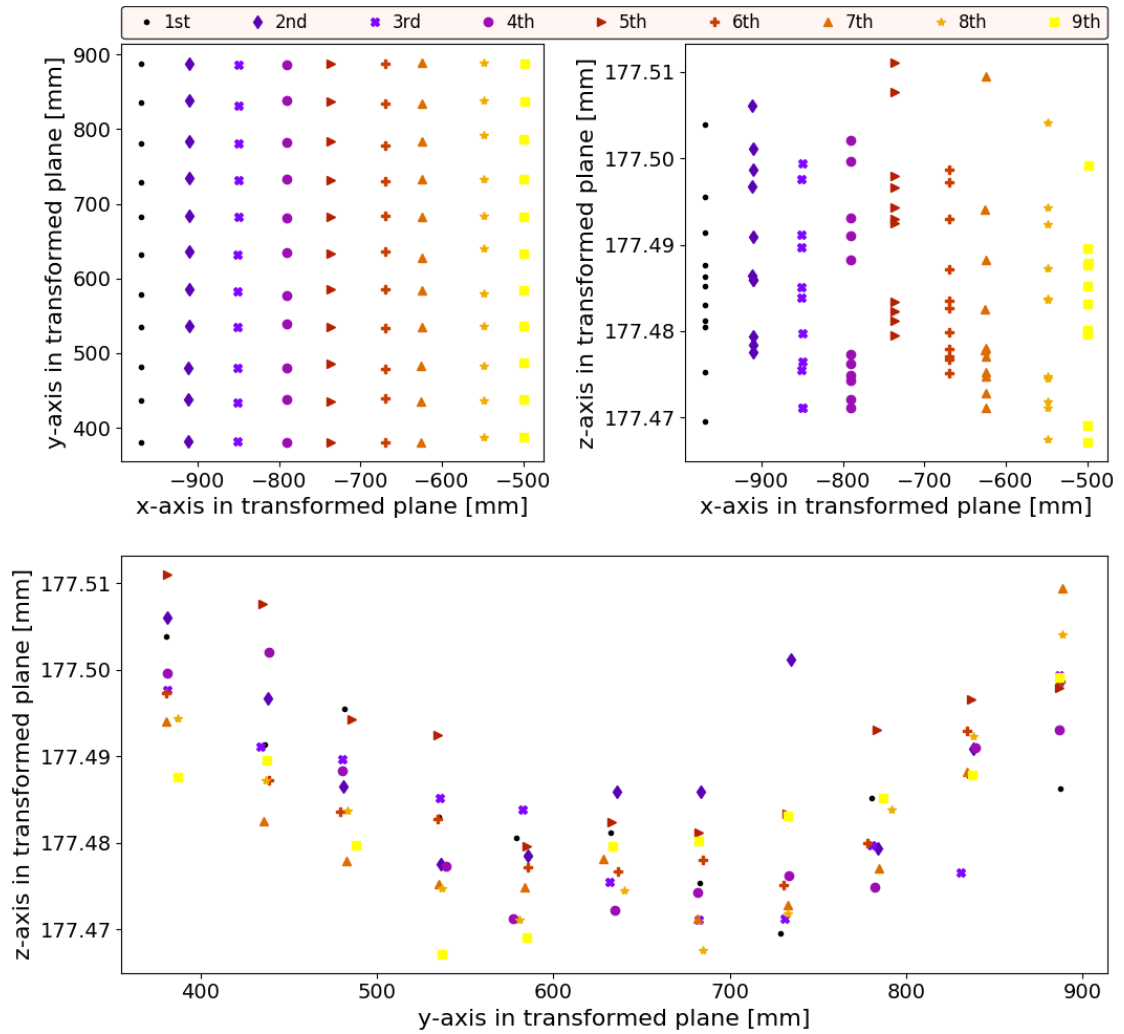 1st 2nd 3rd 4th 5th 6th 7th 8th 9th
y-axis in transformed plane [mm]
900
800
700
600
500
400
−900 −800 −700 −600 −500
x-axis in transformed plane [mm]
z-axis in transformed plane [mm]
177.51
177.50
177.49
177.48
177.47
−900 −800 −700 −600 −500
x-axis in transformed plane [mm]
z-axis in transformed plane [mm]
177.51
177.50
177.49
177.48
177.47
400 500 600 700 800 900
y-axis in transformed plane [mm]